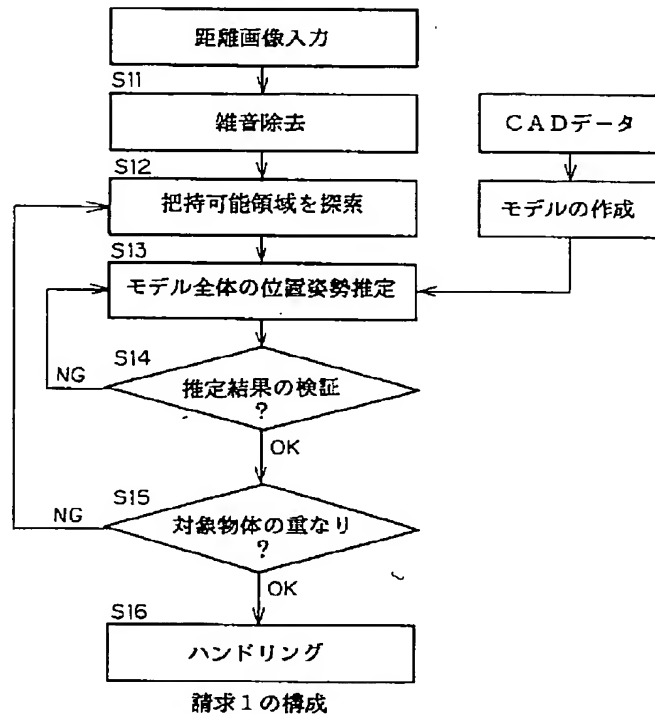 距離画像入力
S11
雑音除去
CADデータ
S12
把持可能領域を探索
モデルの作成
S13
モデル全体の位置姿勢推定
S14
NG
推定結果の検証
?
OK
S15
NG
対象物体の重なり
?
OK
S16
ハンドリング
請求1の構成